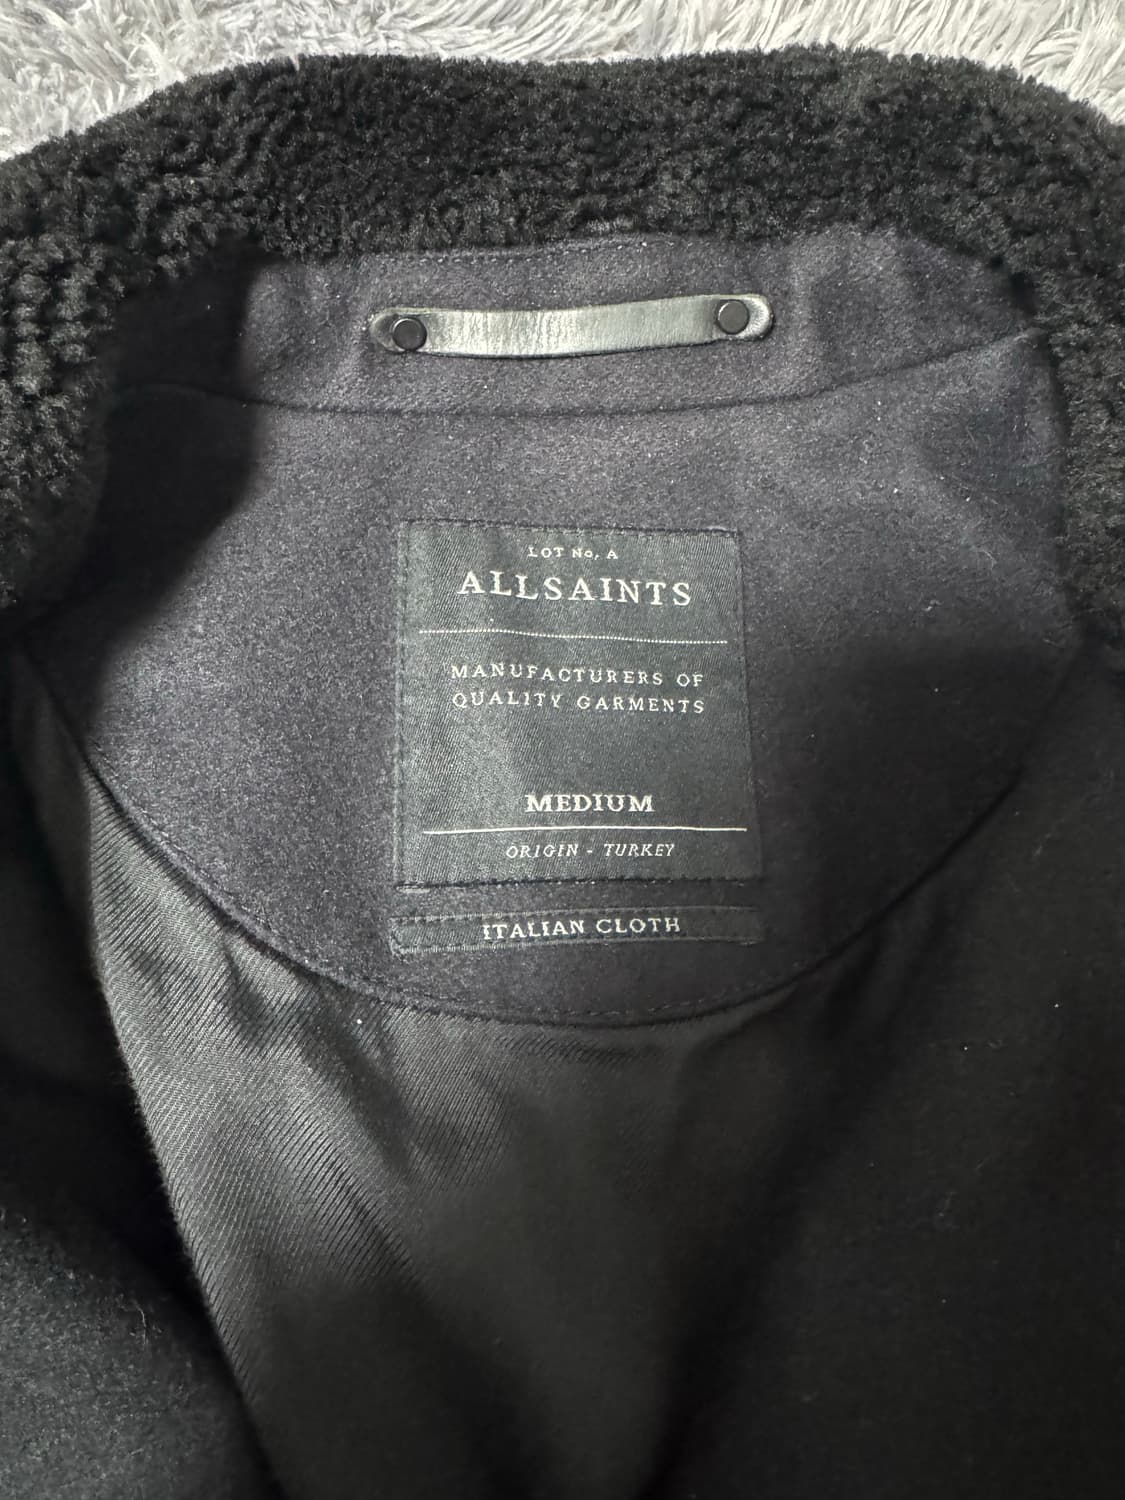 LOT No, A
ALLSAINTS
MANUFACTURERS OF
QUALITY GARMENTS
MEDIUM
ORIGIN - TURKEY
ITALIAN CLOTH